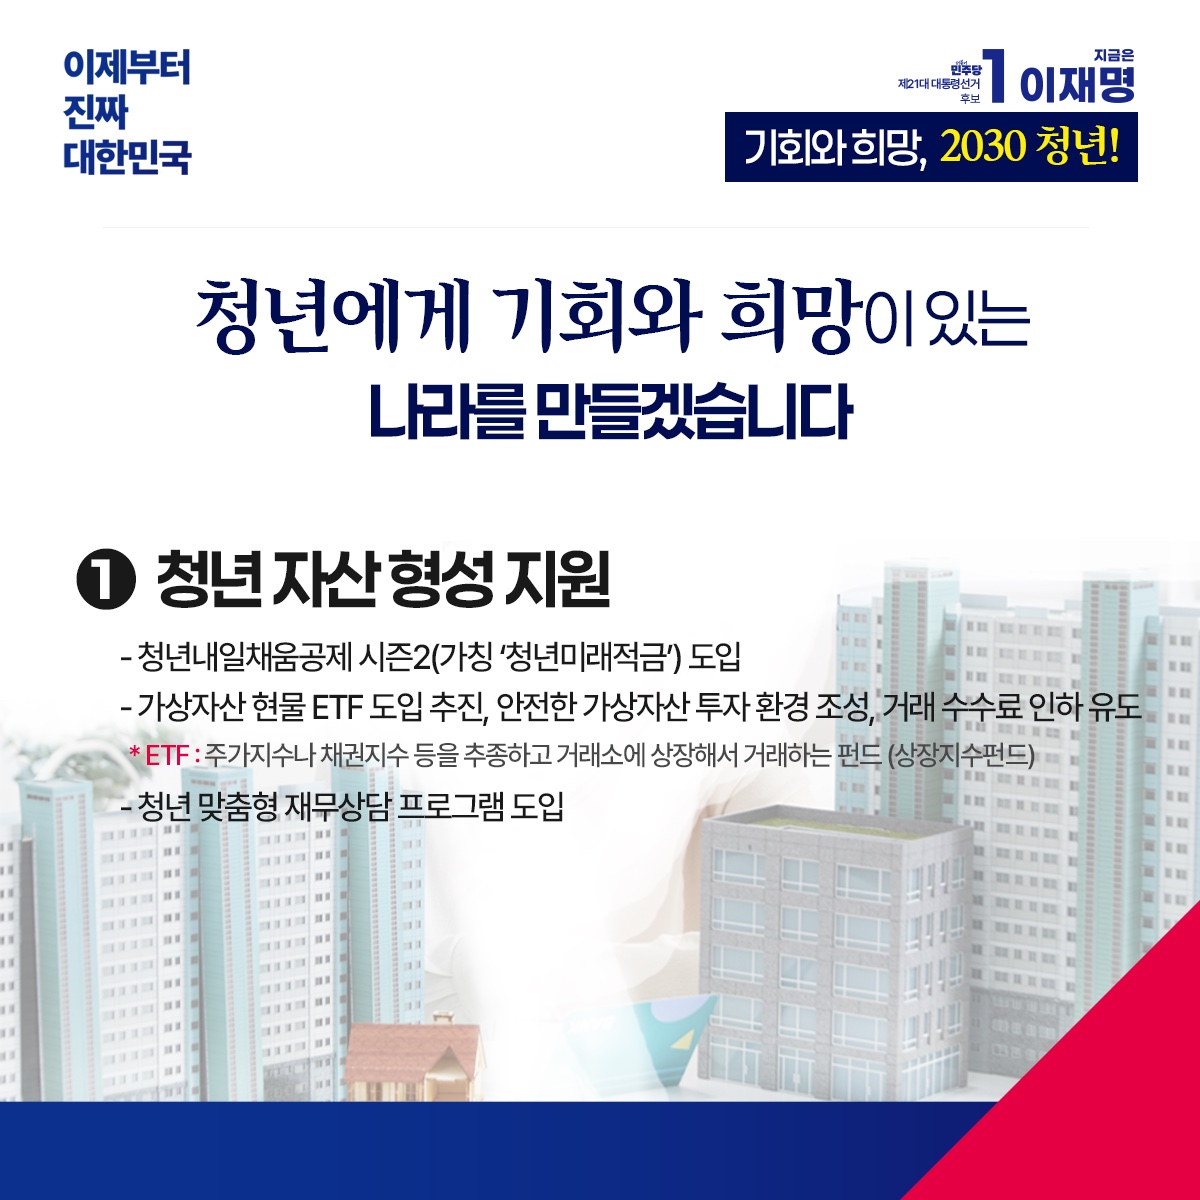 이제부터
진짜
대한민국
지금은
민주당
제21대 대통령선거
후보
1 이재명
기회와 희망, 2030 청년!
청년에게 기회와 희망이 있는
나라를 만들겠습니다
1 청년 자산 형성 지원
- 청년내일채움공제 시즌2(가칭 ‘청년미래적금’) 도입
- 가상자산 현물 ETF 도입 추진, 안전한 가상자산 투자 환경 조성, 거래 수수료 인하 유도
* ETF : 주가지수나 채권지수 등을 추종하고 거래소에 상장해서 거래하는 펀드 (상장지수펀드)
- 청년 맞춤형 재무상담 프로그램 도입